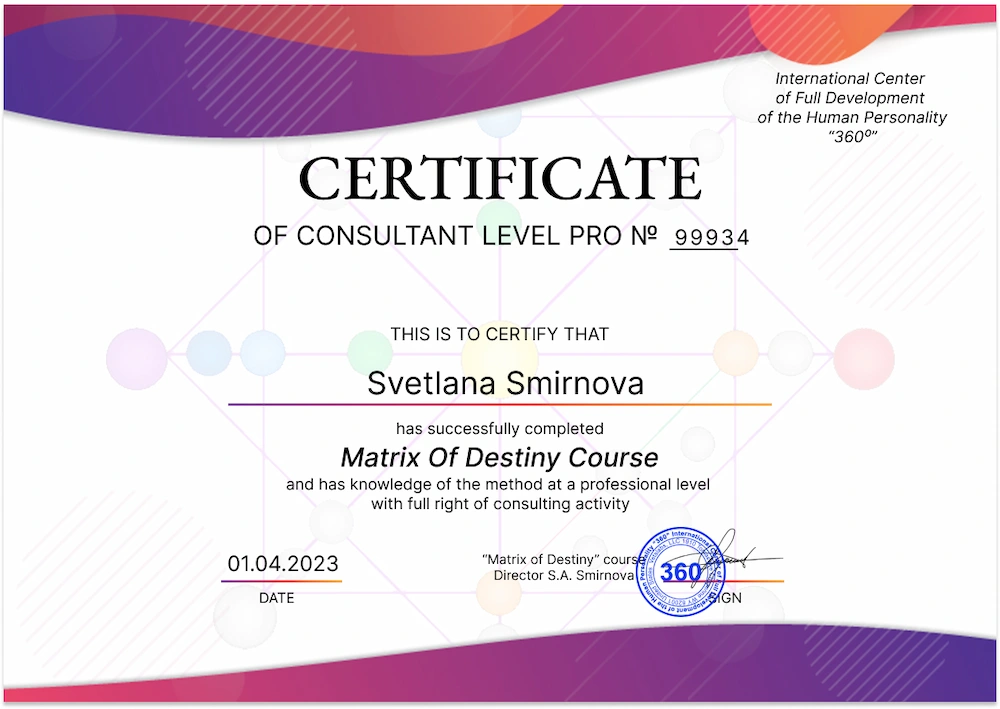 International Center
of Full Development
of the Human Personality
“360º”
CERTIFICATE
OF CONSULTANT LEVEL PRO № 99934
THIS IS TO CERTIFY THAT
Svetlana Smirnova
has successfully completed
Matrix Of Destiny Course
and has knowledge of the method at a professional level
with full right of consulting activity
01.04.2023
DATE
“Matrix of Destiny” course
Director S.A. Smirnova
360
SIGN